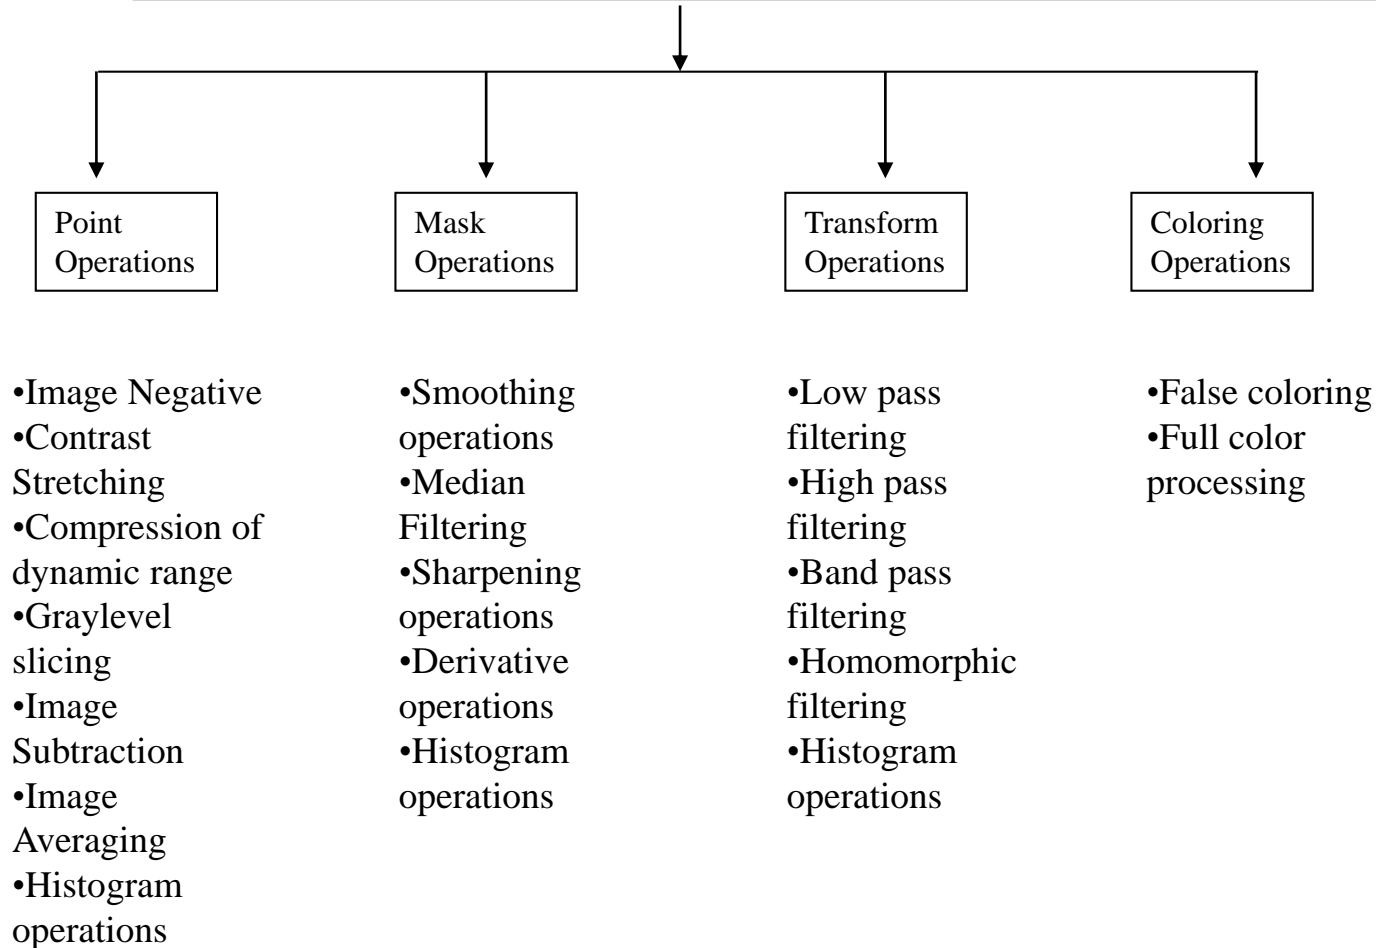 Point
Operations
Mask
Operations
Transform
Operations
Coloring
Operations
•Image Negative
•Contrast
Stretching
•Compression of
dynamic range
•Graylevel
slicing
•Image
Subtraction
•Image
Averaging
•Histogram
operations
•Smoothing
operations
•Median
Filtering
•Sharpening
operations
•Derivative
operations
•Histogram
operations
•Low pass
filtering
•High pass
filtering
•Band pass
filtering
•Homomorphic
filtering
•Histogram
operations
•False coloring
•Full color
processing